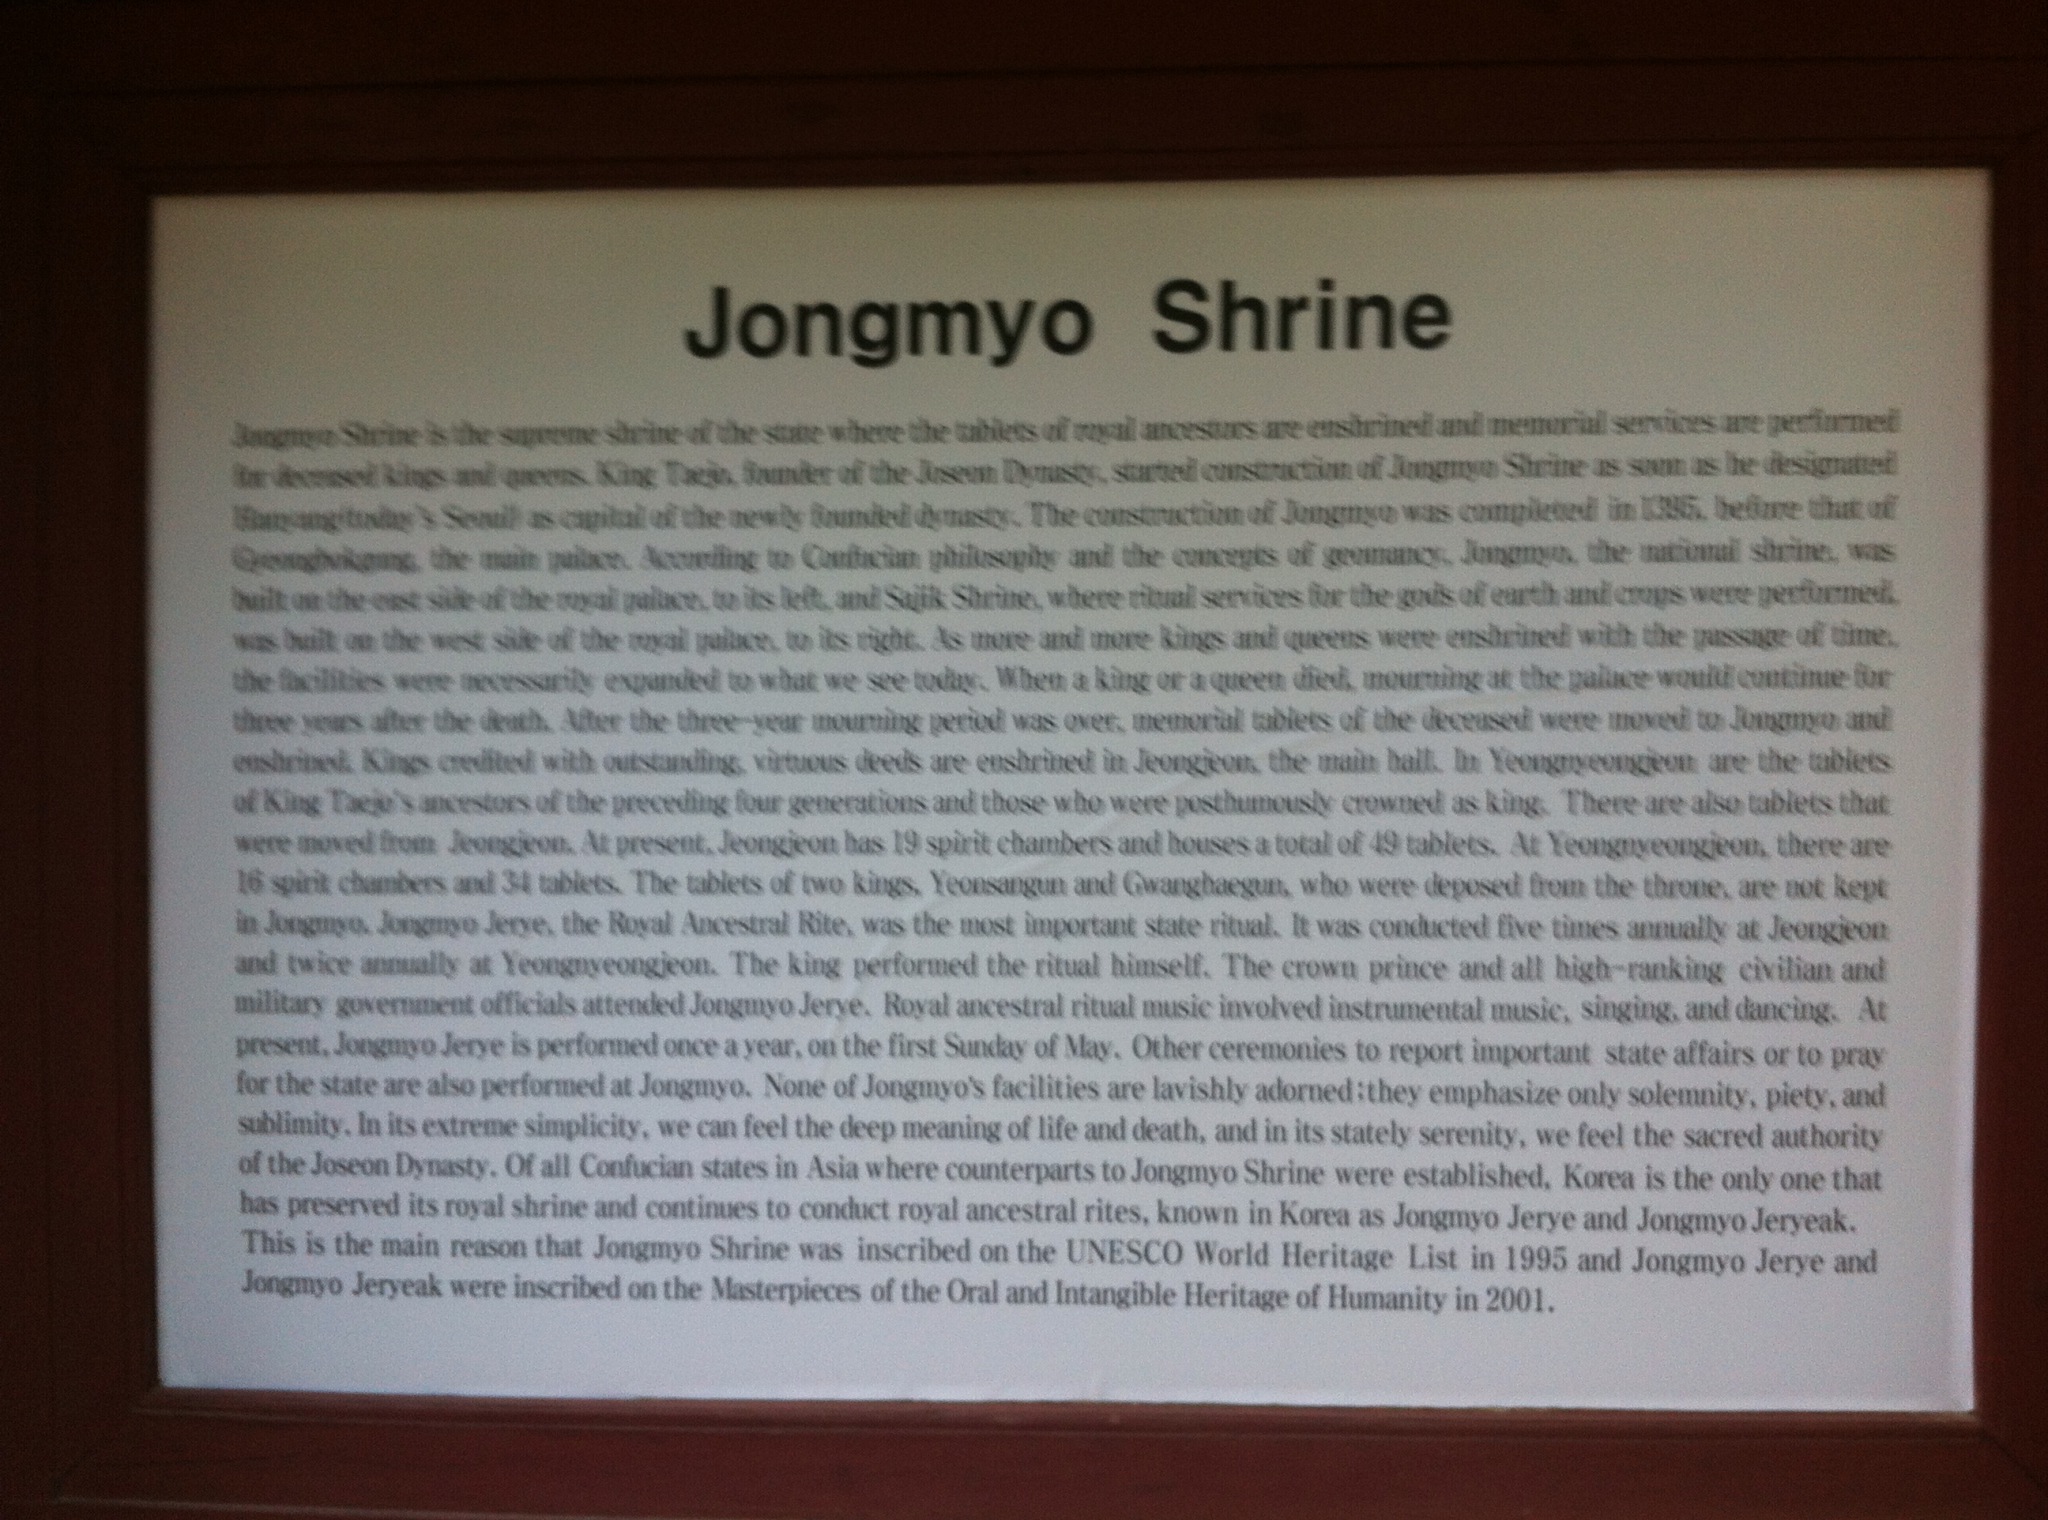 Jongmyo Shrine
Jongmyo Shrine is the supreme shrine of the state where the tablets of royal ancestors are enshrined and memorial services are performed
for deceased kings and queens. King Taejo, founder of the Joseon Dynasty, started construction of Jongmyo Shrine as soon as he designated
Hanyang(today's Seoul) as capital of the newly founded dynasty. The construction of Jongmyo was completed in 1395, before that of
Gyeongbokgung, the main palace. According to Confucian philosophy and the concepts of geomancy, Jongmyo, the national shrine, was
built on the east side of the royal palace, to its left, and Sajik Shrine, where ritual services for the gods of earth and crops were performed,
was built on the west side of the royal palace, to its right. As more and more kings and queens were enshrined with the passage of time,
the facilities were necessarily expanded to what we see today. When a king or a queen died, mourning at the palace would continue for
three years after the death. After the three-year mourning period was over, memorial tablets of the deceased were moved to Jongmyo and
enshrined. Kings credited with outstanding, virtuous deeds are enshrined in Jeongjeon, the main hall. In Yeongnyeongjeon are the tablets
of King Taejo's ancestors of the preceding four generations and those who were posthumously crowned as king. There are also tablets that
were moved from Jeongjeon. At present, Jeongjeon has 19 spirit chambers and houses a total of 49 tablets. At Yeongnyeongjeon, there are
16 spirit chambers and 34 tablets. The tablets of two kings, Yeonsangun and Gwanghaegun, who were deposed from the throne, are not kept
in Jongmyo. Jongmyo Jerye, the Royal Ancestral Rite, was the most important state ritual. It was conducted five times annually at Jeongjeon
and twice annually at Yeongnyeongjeon. The king performed the ritual himself. The crown prince and all high-ranking civilian and
military government officials attended Jongmyo Jerye. Royal ancestral ritual music involved instrumental music, singing, and dancing. At
present, Jongmyo Jerye is performed once a year, on the first Sunday of May. Other ceremonies to report important state affairs or to pray
for the state are also performed at Jongmyo. None of Jongmyo's facilities are lavishly adorned;they emphasize only solemnity, piety, and
sublimity. In its extreme simplicity, we can feel the deep meaning of life and death, and in its stately serenity, we feel the sacred authority
of the Joseon Dynasty. Of all Confucian states in Asia where counterparts to Jongmyo Shrine were established, Korea is the only one that
has preserved its royal shrine and continues to conduct royal ancestral rites, known in Korea as Jongmyo Jerye and Jongmyo Jeryeak.
This is the main reason that Jongmyo Shrine was inscribed on the UNESCO World Heritage List in 1995 and Jongmyo Jerye and
Jongmyo Jeryeak were inscribed on the Masterpieces of the Oral and Intangible Heritage of Humanity in 2001.